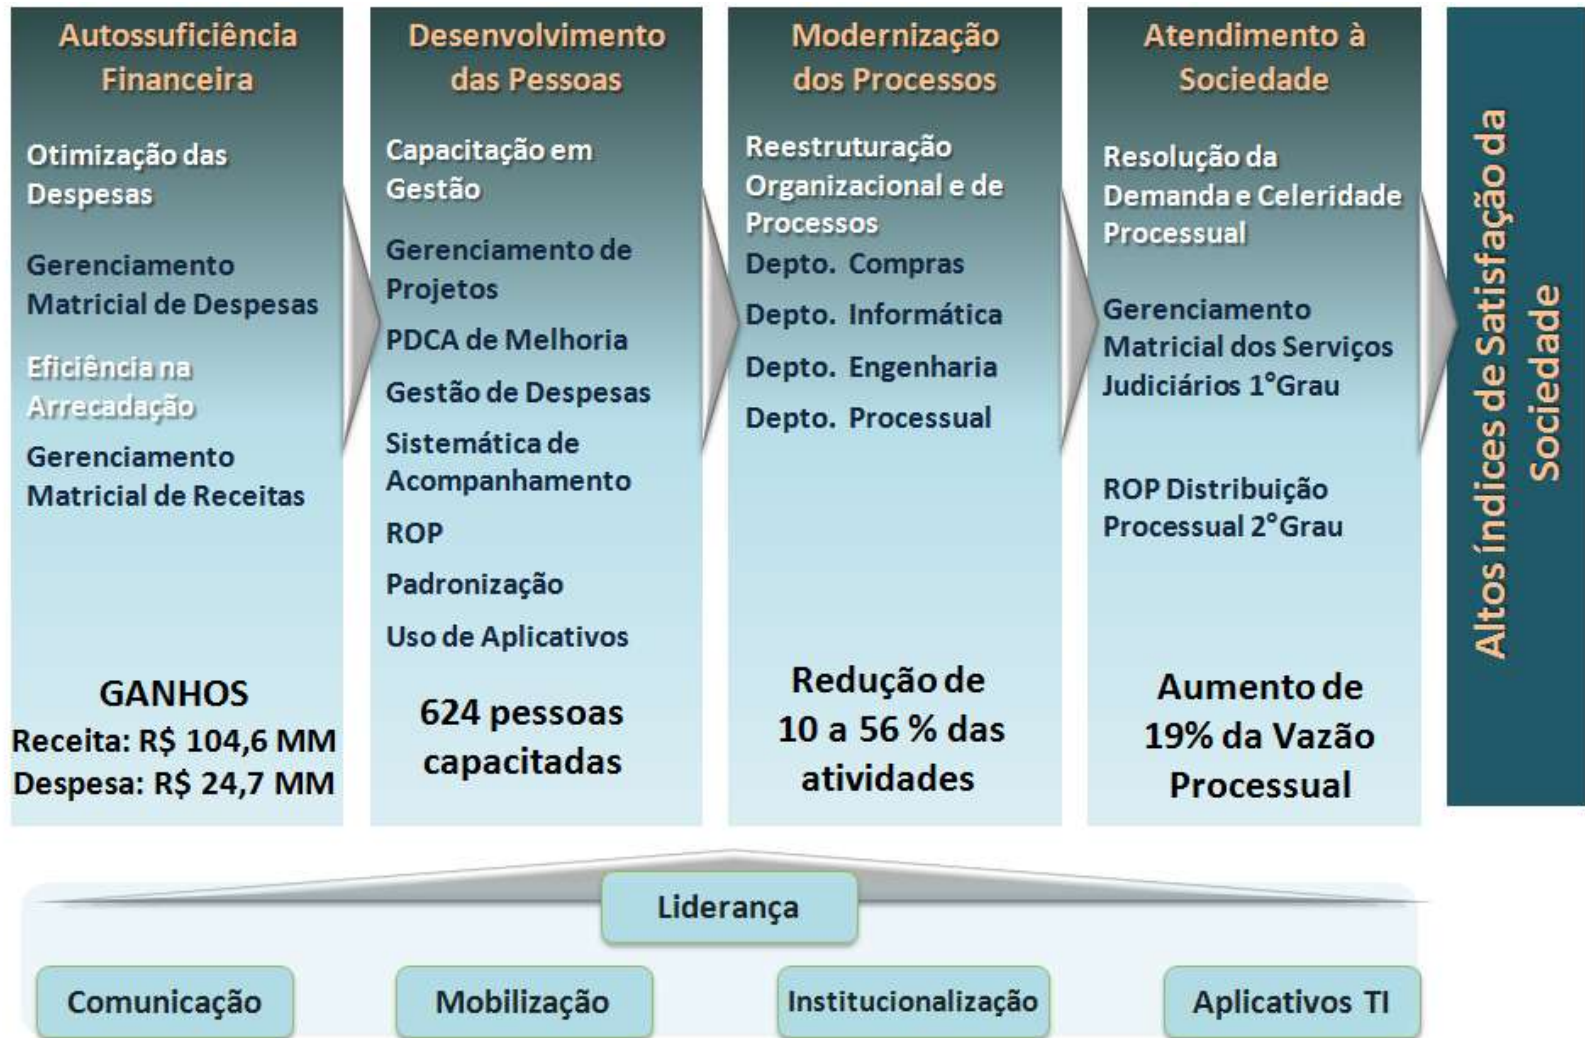 Autossuficiência
Financeira
Otimização das
Despesas
Gerenciamento
Matricial de Despesas
Eficiência na
Arrecadação
Gerenciamento
Matricial de Receitas
GANHOS
Receita: R$ 104,6 MM
Despesa: R$ 24,7 MM
Desenvolvimento
das Pessoas
Capacitação em
Gestão
Gerenciamento de
Projetos
PDCA de Melhoria
Gestão de Despesas
Sistemática de
Acompanhamento
ROP
Padronização
Uso de Aplicativos
624 pessoas
capacitadas
Modernização
dos Processos
Reestruturação
Organizacional e de
Processos
Depto. Compras
Depto. Informática
Depto. Engenharia
Depto. Processual
Redução de
10 a 56 % das
atividades
Atendimento à
Sociedade
Resolução da
Demanda e Celeridade
Processual
Gerenciamento
Matricial dos Serviços
Judiciários 1°Grau
ROP Distribuição
Processual 2°Grau
Aumento de
19% da Vazão
Processual
Altos índices de Satisfação da
Sociedade
Liderança
Comunicação
Mobilização
Institucionalização
Aplicativos TI